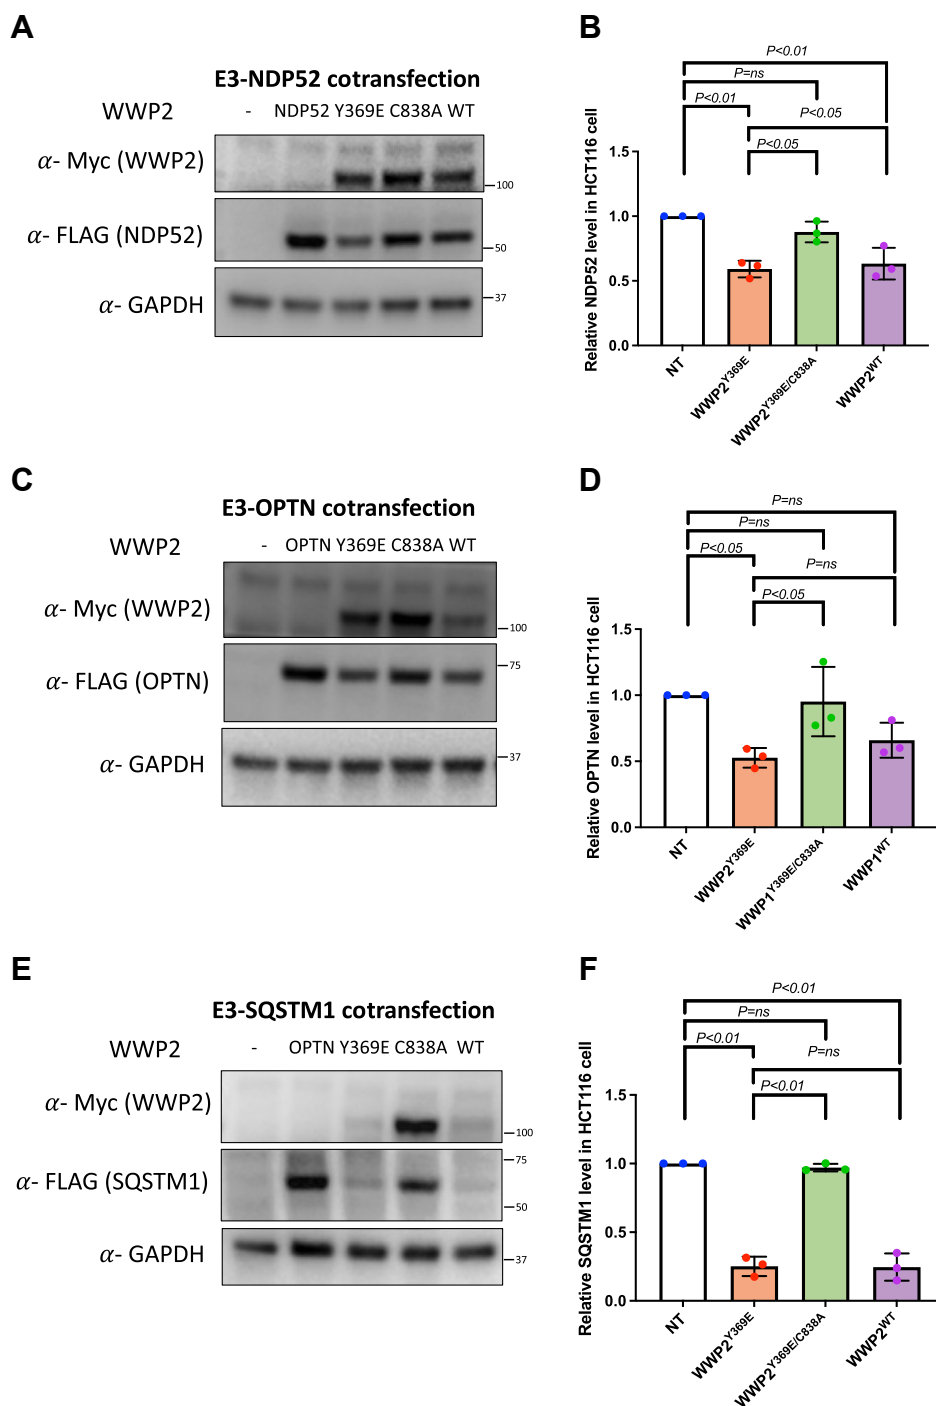 A
E3-NDP52 cotransfection
WWP2 - NDP52 Y369E C838A WT
α- Myc (WWP2)
100
α- FLAG (NDP52)
50
α- GAPDH
37
B
P<0.01
P=ns
P<0.01
P<0.05
P<0.05
Relative NDP52 level in HCT116 cell
1.5
1.0
0.5
0.0
NT
WWP2Y369E
WWP2Y369E/C838A
WWP2WT
C
E3-OPTN cotransfection
WWP2 - OPTN Y369E C838A WT
α- Myc (WWP2)
100
α- FLAG (OPTN)
75
α- GAPDH
37
D
P=ns
P=ns
P<0.05
P=ns
P<0.05
Relative OPTN level in HCT116 cell
1.5
1.0
0.5
0.0
NT
WWP2Y369E
WWP1Y369E/C838A
WWP1WT
E
E3-SQSTM1 cotransfection
WWP2 - OPTN Y369E C838A WT
α- Myc (WWP2)
100
α- FLAG (SQSTM1)
75
50
α- GAPDH
37
F
P<0.01
P=ns
P<0.01
P=ns
P<0.01
Relative SQSTM1 level in HCT116 cell
1.5
1.0
0.5
0.0
NT
WWP2Y369E
WWP2Y369E/C838A
WWP2WT